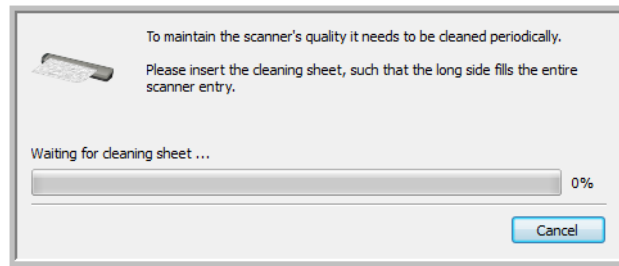 To maintain the scanner's quality it needs to be cleaned periodically.
Please insert the cleaning sheet, such that the long side fills the entire
scanner entry.
Waiting for cleaning sheet ...
0%
Cancel